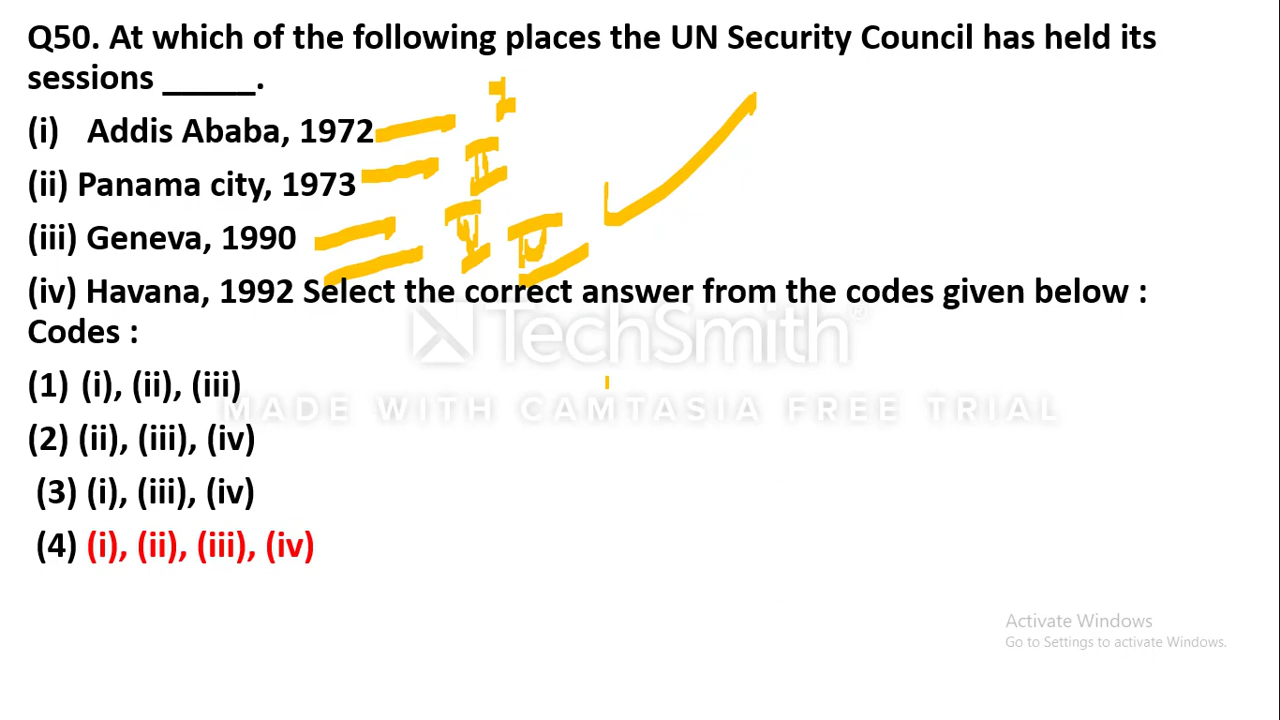 Q50. At which of the following places the UN Security Council has held its
sessions _____.
(i) Addis Ababa, 1972
I
(ii) Panama city, 1973
II
(iii) Geneva, 1990
(iv) Havana, 1992 Select the correct answer from the codes given below :
Codes :
TechSmith®
(1) (i), (ii), (iii)
MADE WITH CAMTASIA FREE TRIAL
(2) (ii), (iii), (iv)
(3) (i), (iii), (iv)
(4) (i), (ii), (iii), (iv)
Activate Windows
Go to Settings to activate Windows.